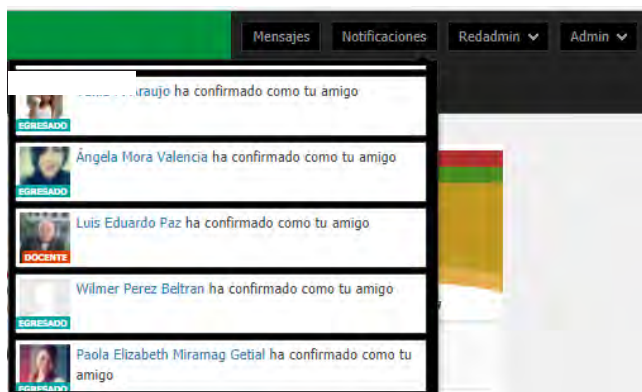 Mensajes Notificaciones Redadmin Admin
Araujo ha confirmado como tu amigo
EGRESADO
Ángela Mora Valencia ha confirmado como tu amigo
EGRESADO
Luis Eduardo Paz ha confirmado como tu amigo
DOCENTE
Wilmer Perez Beltran ha confirmado como tu amigo
EGRESADO
Paola Elizabeth Miramag Getial ha confirmado como tu
amigo
EGRESADO